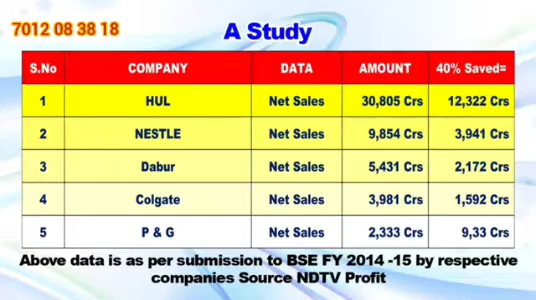 7012 08 38 18
A Study
S.No COMPANY DATA AMOUNT 40% Saved=
1 HUL Net Sales 30,805 Crs 12,322 Crs
2 NESTLE Net Sales 9,854 Crs 3,941 Crs
3 Dabur Net Sales 5,431 Crs 2,172 Crs
4 Colgate Net Sales 3,981 Crs 1,592 Crs
5 P & G Net Sales 2,333 Crs 9,33 Crs
Above data is as per submission to BSE FY 2014 -15 by respective
companies Source NDTV Profit